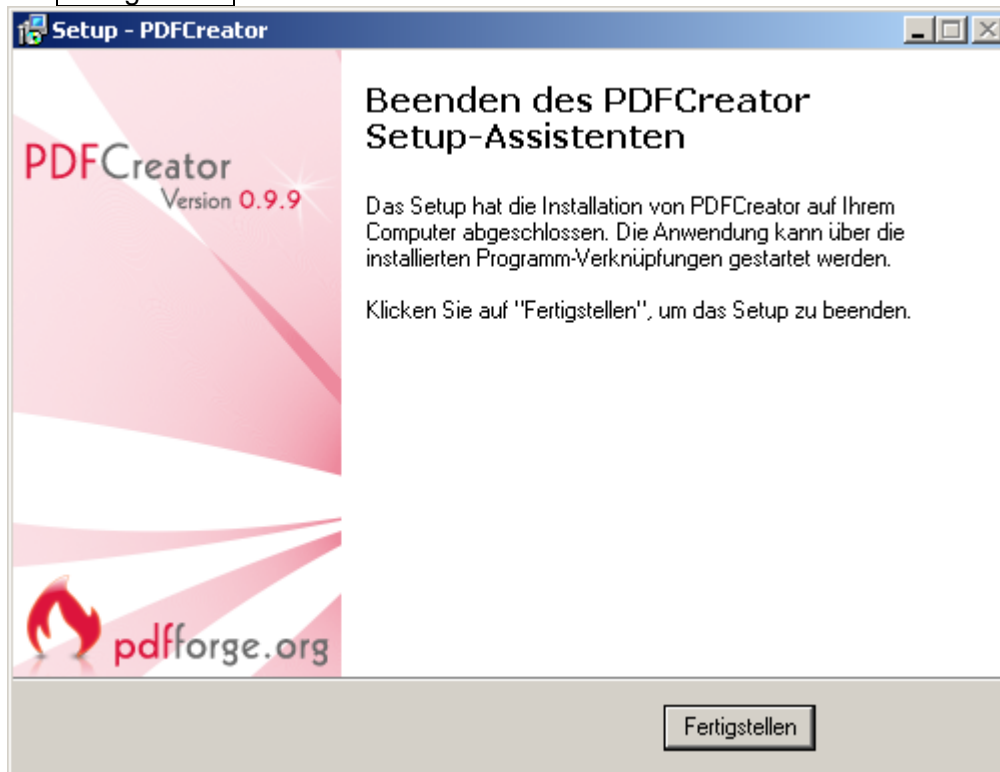 Setup - PDFCreator
Beenden des PDFCreator
Setup-Assistenten
PDFCreator
Version 0.9.9
Das Setup hat die Installation von PDFCreator auf Ihrem
Computer abgeschlossen. Die Anwendung kann über die
installierten Programm-Verknüpfungen gestartet werden.
Klicken Sie auf "Fertigstellen", um das Setup zu beenden.
pdfforge.org
Fertigstellen